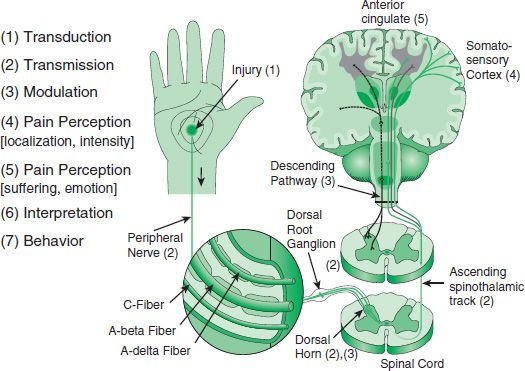 (1) Transduction
(2) Transmission
(3) Modulation
(4) Pain Perception
[localization, intensity]
(5) Pain Perception
[suffering, emotion]
(6) Interpretation
(7) Behavior
Injury (1)
Peripheral
Nerve (2)
C-Fiber
A-beta Fiber
A-delta Fiber
Anterior
cingulate (5)
Somato-
sensory
Cortex (4)
Descending
Pathway (3)
Dorsal
Root
Ganglion
(2)
Ascending
spinothalamic
track (2)
Dorsal
Horn (2),(3)
Spinal Cord